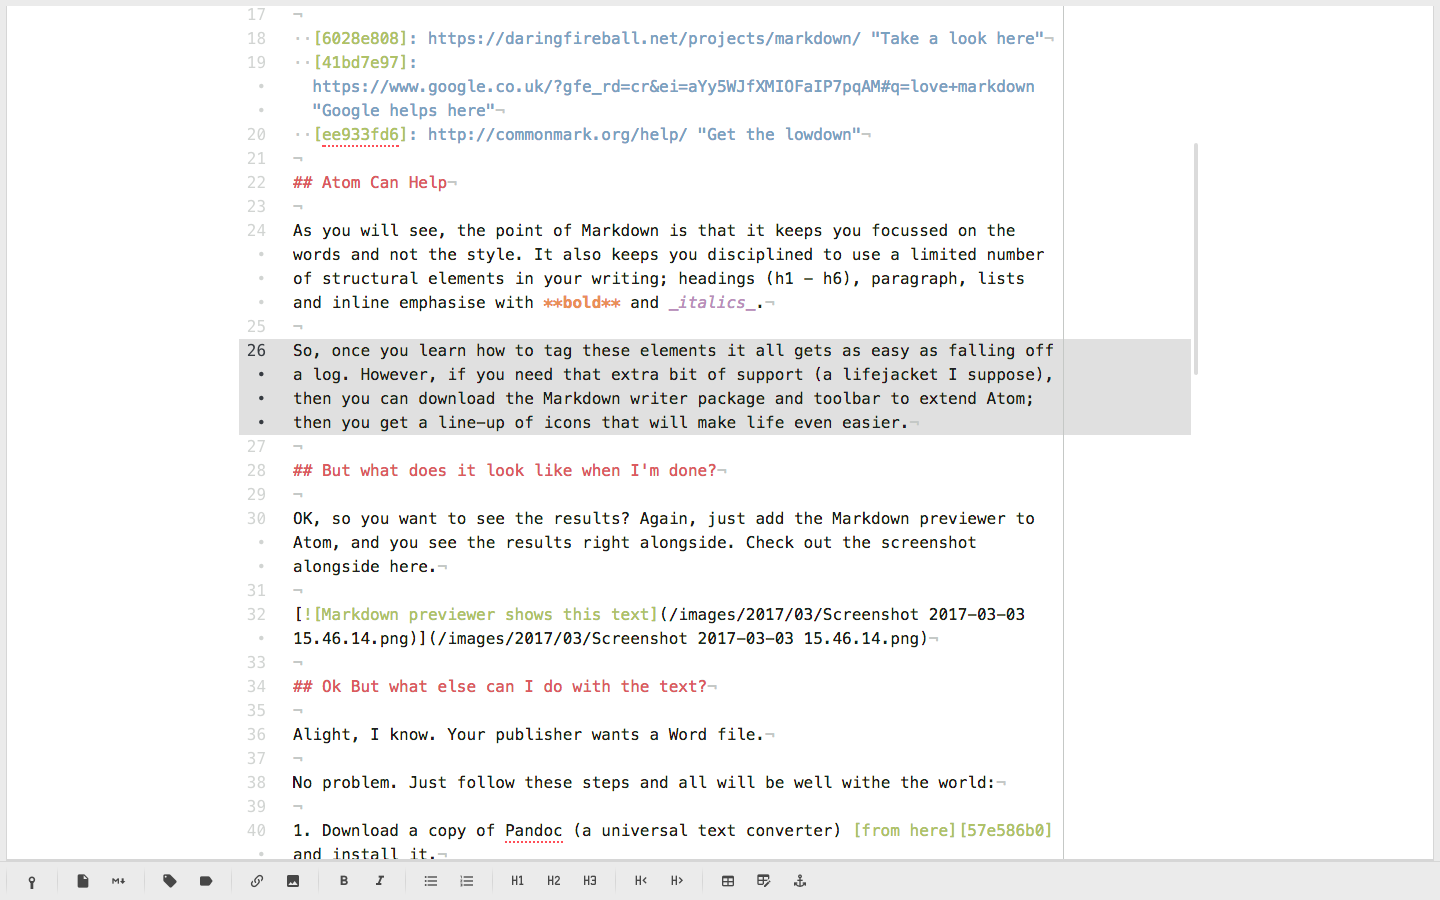 17 ¬
18 ··[6028e808]: https://daringfireball.net/projects/markdown/ "Take a look here"¬
19 ··[41bd7e97]:
• https://www.google.co.uk/?gfe_rd=cr&ei=aYy5WJfXMIOFaIP7pqAM#q=love+markdown
• "Google helps here"¬
20 ··[ee933fd6]: http://commonmark.org/help/ "Get the lowdown"¬
21 ¬
22 ## Atom Can Help¬
23 ¬
24 As you will see, the point of Markdown is that it keeps you focussed on the
• words and not the style. It also keeps you disciplined to use a limited number
• of structural elements in your writing; headings (h1 - h6), paragraph, lists
• and inline emphasise with **bold** and _italics_.¬
25 ¬
26 So, once you learn how to tag these elements it all gets as easy as falling off
• a log. However, if you need that extra bit of support (a lifejacket I suppose),
• then you can download the Markdown writer package and toolbar to extend Atom;
• then you get a line-up of icons that will make life even easier.¬
27 ¬
28 ## But what does it look like when I'm done?¬
29 ¬
30 OK, so you want to see the results? Again, just add the Markdown previewer to
• Atom, and you see the results right alongside. Check out the screenshot
• alongside here.¬
31 ¬
32 [![Markdown previewer shows this text](/images/2017/03/Screenshot 2017-03-03
• 15.46.14.png)](/images/2017/03/Screenshot 2017-03-03 15.46.14.png)¬
33 ¬
34 ## Ok But what else can I do with the text?¬
35 ¬
36 Alight, I know. Your publisher wants a Word file.¬
37 ¬
38 No problem. Just follow these steps and all will be well withe the world:¬
39 ¬
40 1. Download a copy of Pandoc (a universal text converter) [from here][57e586b0]
• and install it.¬
M↓ B I H1 H2 H3 H< H>